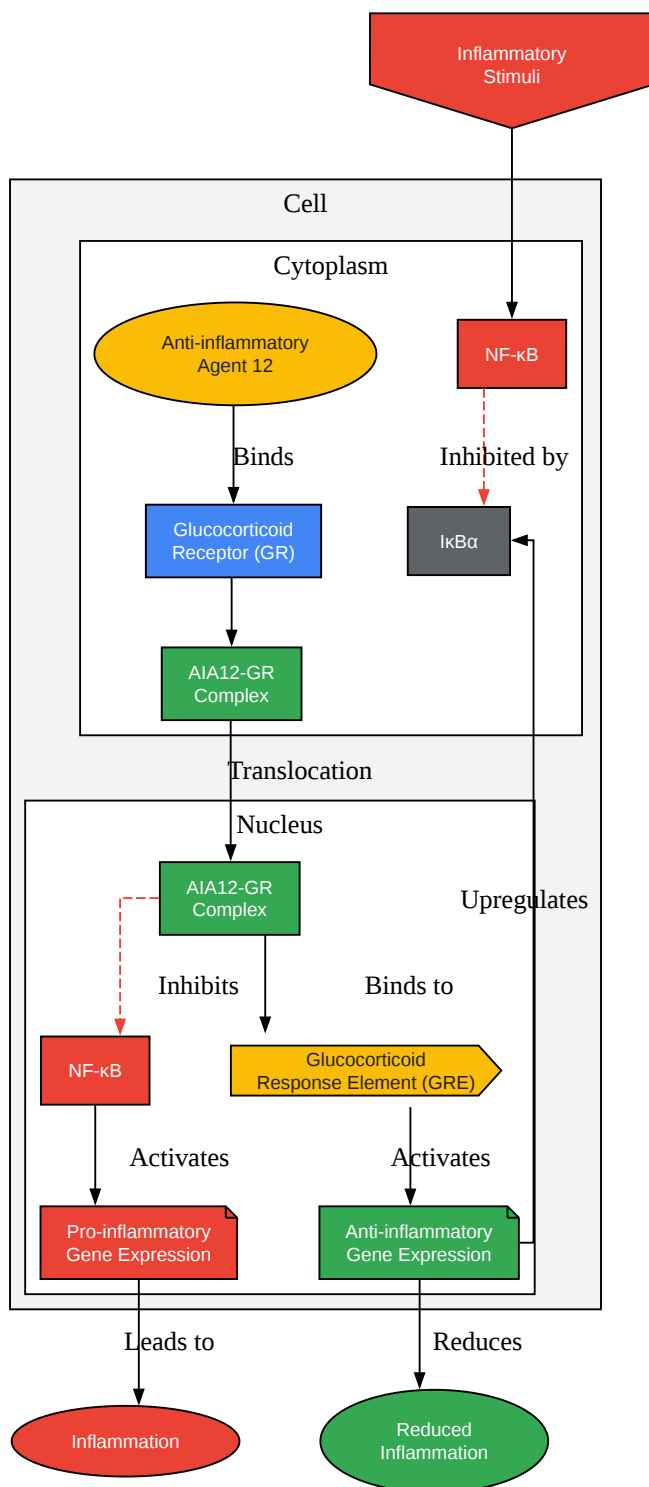 Inflammatory
Stimuli
Cell
Cytoplasm
Anti-inflammatory
Agent 12
NF-κB
Binds
Inhibited by
Glucocorticoid
Receptor (GR)
IκBα
AIA12-GR
Complex
Translocation
Nucleus
AIA12-GR
Complex
Upregulates
Inhibits
Binds to
NF-κB
Glucocorticoid
Response Element (GRE)
Activates
Activates
Pro-inflammatory
Gene Expression
Anti-inflammatory
Gene Expression
Leads to
Reduces
Inflammation
Reduced
Inflammation